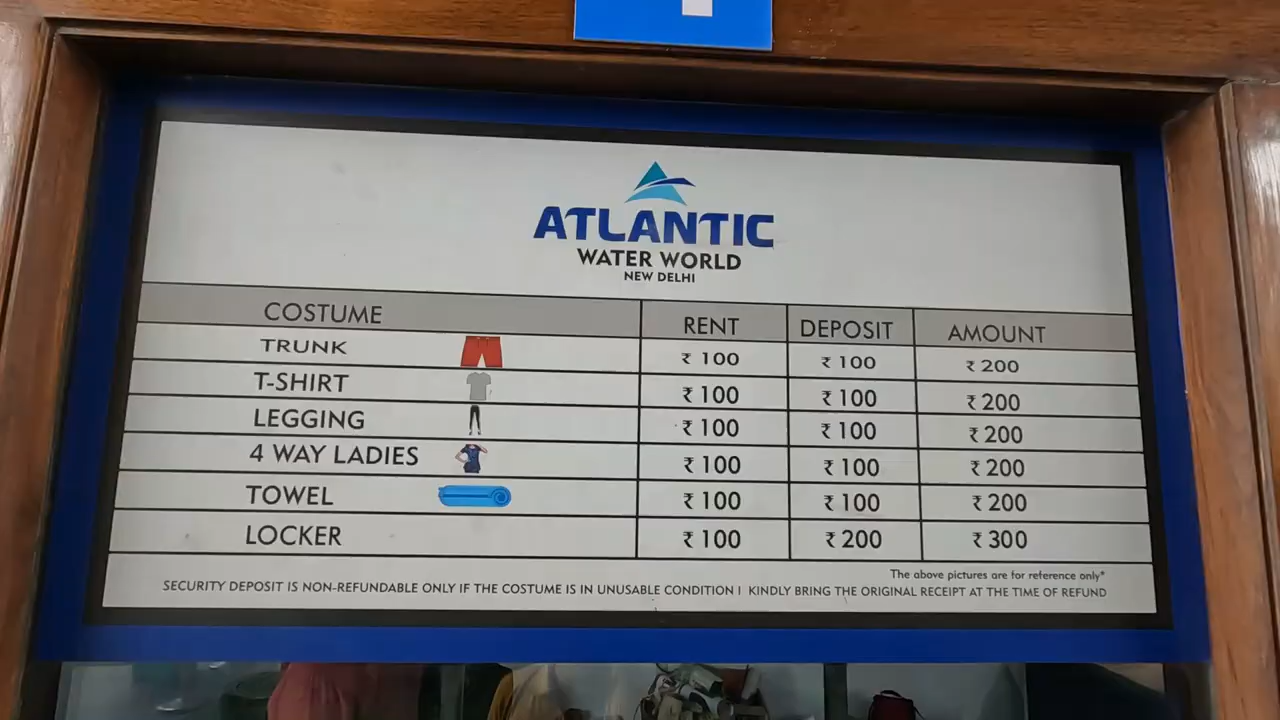 ATLANTIC
WATER WORLD
NEW DELHI
COSTUME RENT DEPOSIT AMOUNT
TRUNK ₹ 100 ₹ 100 ₹ 200
T-SHIRT ₹ 100 ₹ 100 ₹ 200
LEGGING ₹ 100 ₹ 100 ₹ 200
4 WAY LADIES ₹ 100 ₹ 100 ₹ 200
TOWEL ₹ 100 ₹ 100 ₹ 200
LOCKER ₹ 100 ₹ 200 ₹ 300
The above pictures are for reference only*
SECURITY DEPOSIT IS NON-REFUNDABLE ONLY IF THE COSTUME IS IN UNUSABLE CONDITION I KINDLY BRING THE ORIGINAL RECEIPT AT THE TIME OF REFUND